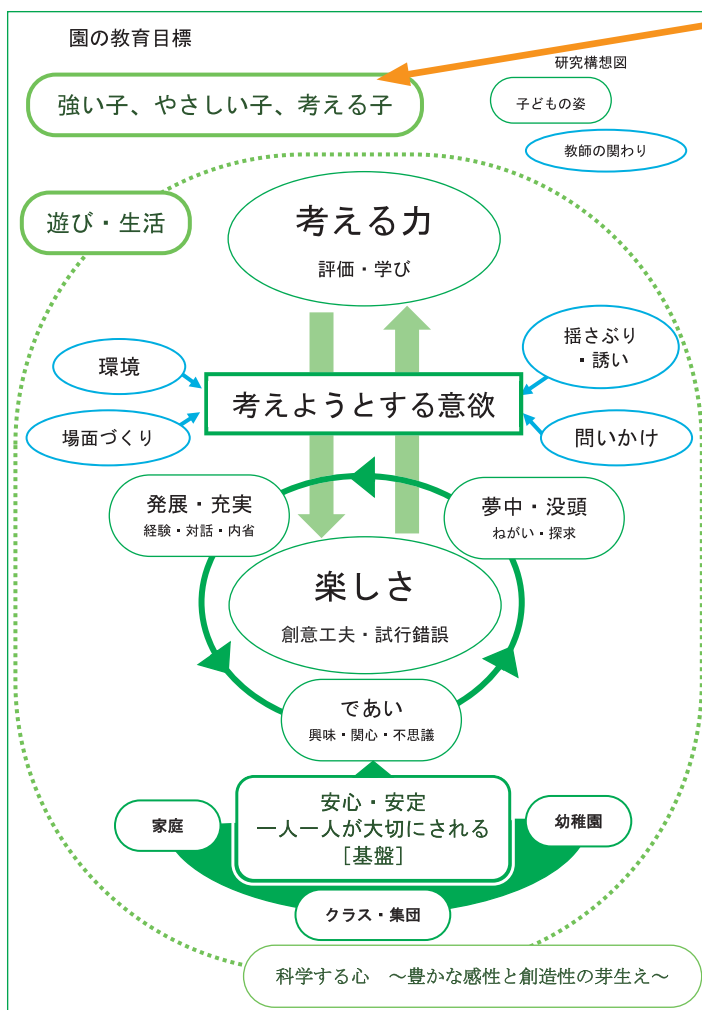 園の教育目標
研究構想図
強い子、やさしい子、考える子
子どもの姿
教師の関わり
遊び・生活
考える力
評価・学び
環境
揺さぶり
・誘い
考えようとする意欲
場面づくり
問いかけ
発展・充実
経験・対話・内省
夢中・没頭
ねがい・探求
楽しさ
創意工夫・試行錯誤
であい
興味・関心・不思議
安心・安定
一人一人が大切にされる
［基盤］
家庭
幼稚園
クラス・集団
科学する心　～豊かな感性と創造性の芽生え～